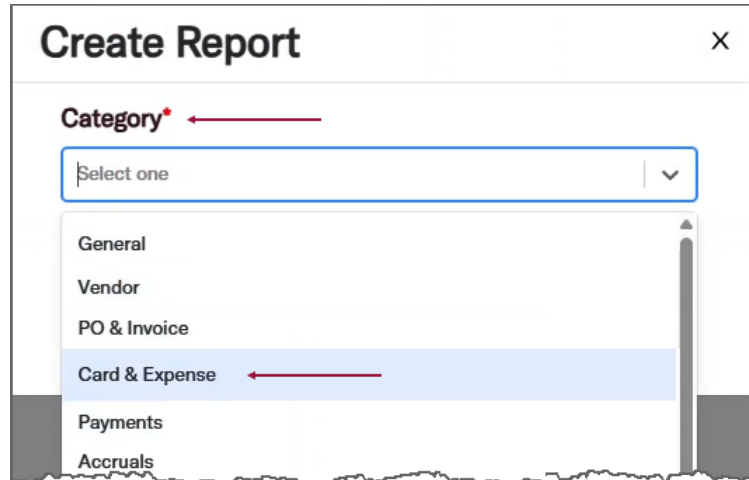 Create Report
X
Category*
Select one
General
Vendor
PO & Invoice
Card & Expense
Payments
Accruals